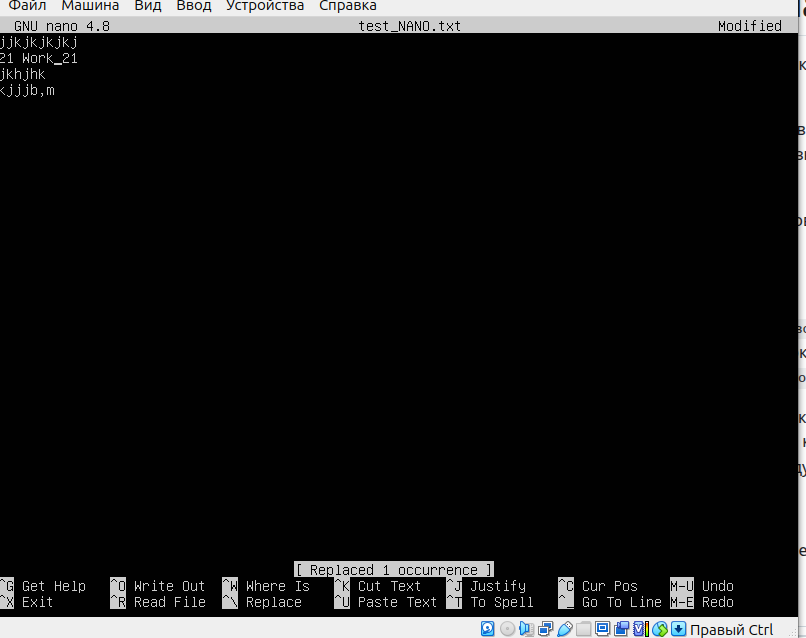 Файл Машина Вид Ввод Устройства Справка
GNU nano 4.8 test_NANO.txt Modified
jjkjkjkjkj
21 Work_21
jkhjhk
kjjjb,m
[ Replaced 1 occurrence ]
^G Get Help ^O Write Out ^W Where Is ^K Cut Text ^J Justify ^C Cur Pos M-U Undo
^X Exit ^R Read File ^\ Replace ^U Paste Text ^T To Spell ^_ Go To Line M-E Redo
Правый Ctrl